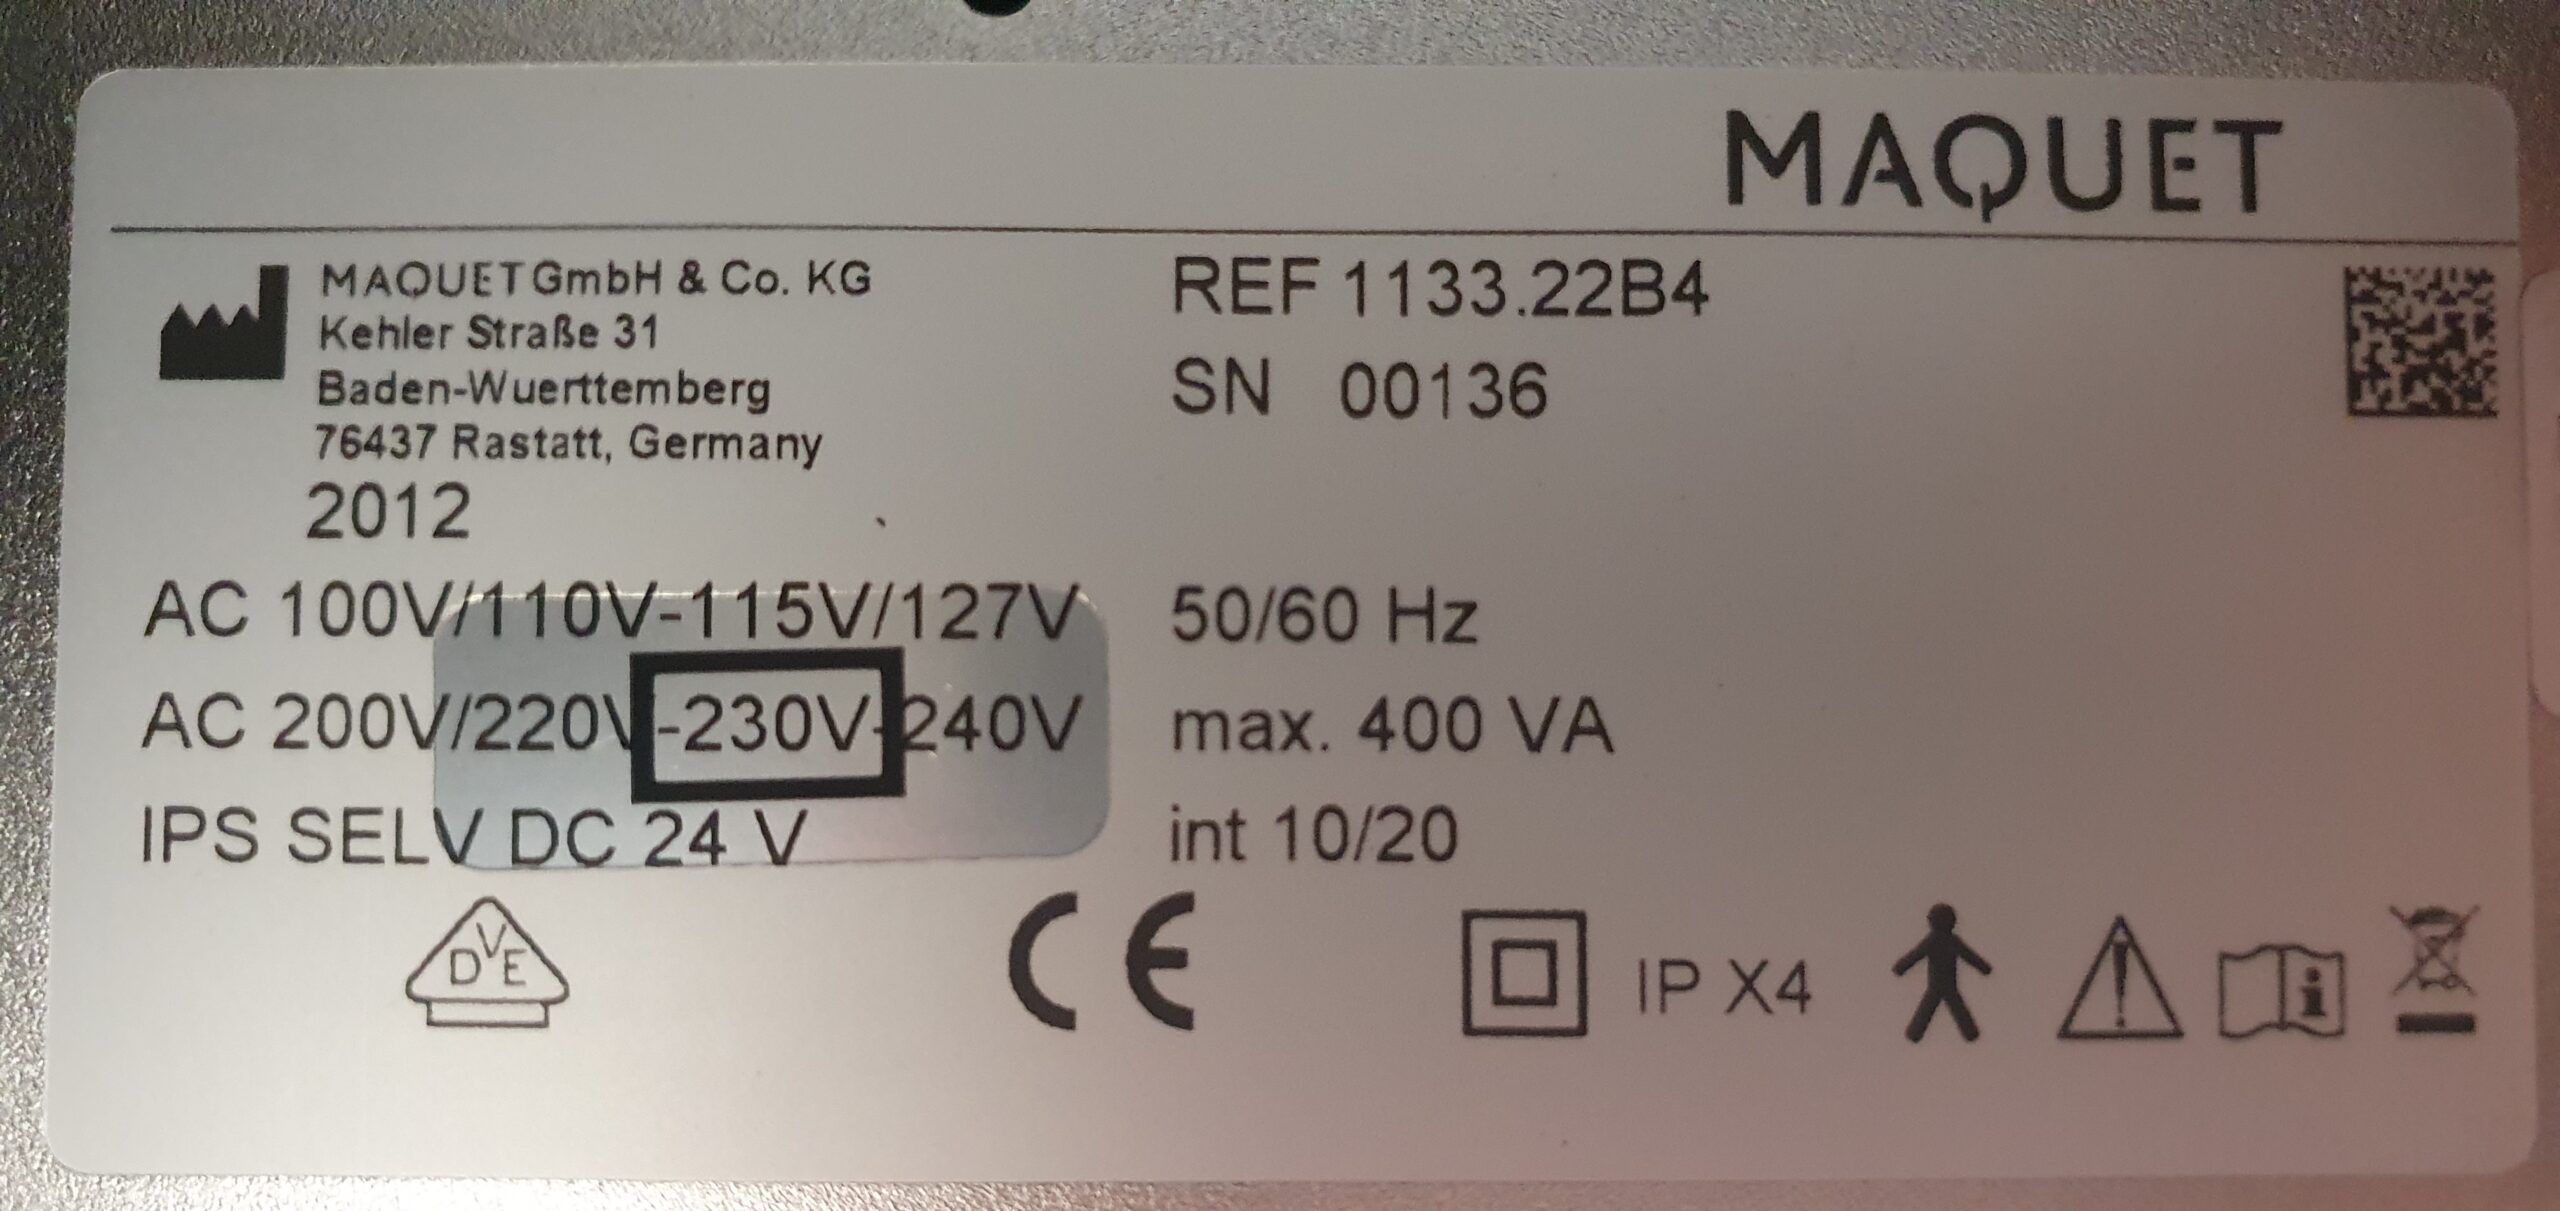 MAQUET
MAQUET GmbH & Co. KG
Kehler Straße 31
Baden-Wuerttemberg
76437 Rastatt, Germany
2012
REF 1133.22B4
SN 00136
AC 100V/110V-115V/127V 50/60 Hz
AC 200V/220V-230V-240V max. 400 VA
IPS SELV DC 24 V int 10/20
DVE
CE
IP X4
i